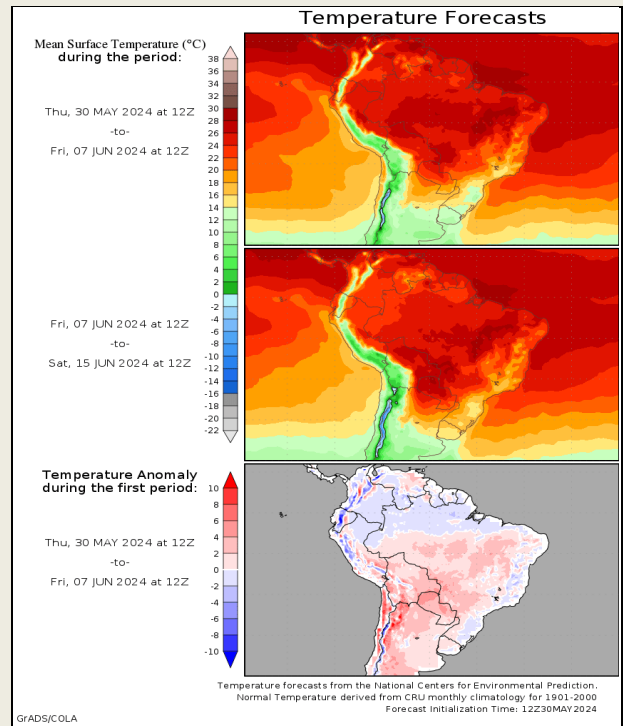 Temperature Forecasts
Mean Surface Temperature (°C)
during the period:
Thu, 30 MAY 2024 at 12Z
-to-
Fri, 07 JUN 2024 at 12Z
38
36
34
32
30
28
26
24
22
20
18
16
14
12
10
8
6
4
2
0
-2
-4
-6
-8
-10
-12
-14
-16
-18
-20
-22
Fri, 07 JUN 2024 at 12Z
-to-
Sat, 15 JUN 2024 at 12Z
Temperature Anomaly
during the first period:
Thu, 30 MAY 2024 at 12Z
-to-
Fri, 07 JUN 2024 at 12Z
10
8
6
4
2
0
-2
-4
-6
-8
-10
Temperature forecasts from the National Centers for Environmental Prediction.
Normal Temperature derived from CRU monthly climatology for 1901-2000
Forecast Initialization Time: 12Z30MAY2024
GrADS/COLA